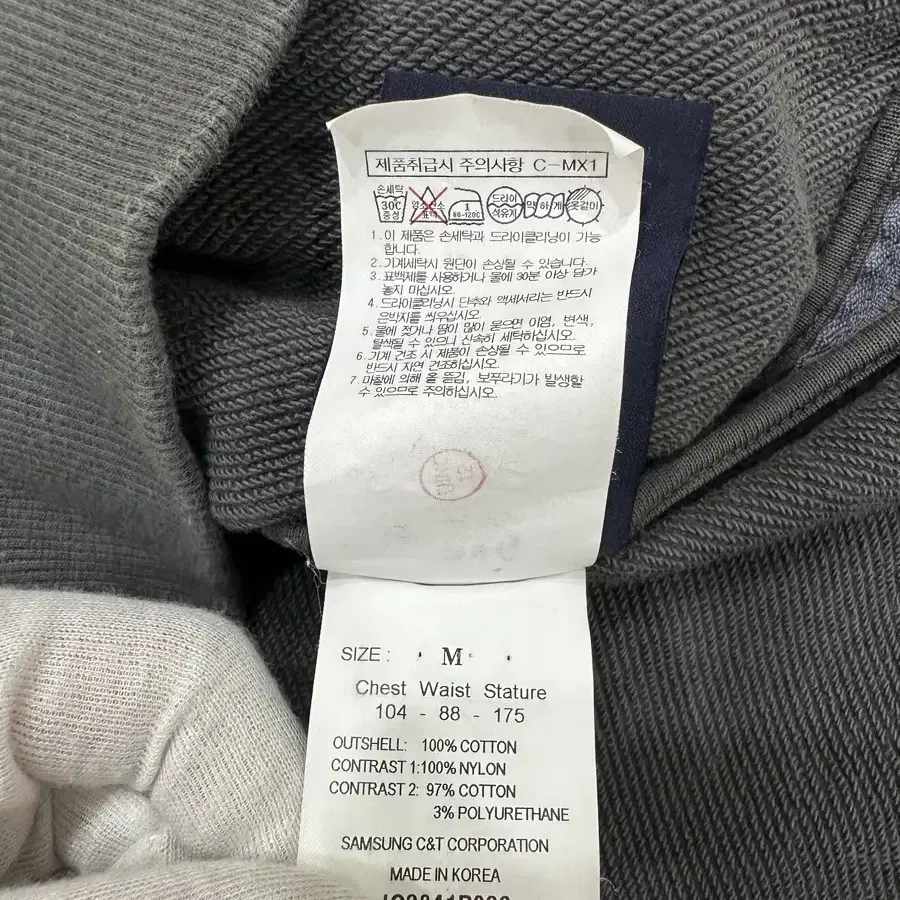 제품취급시 주의사항 C-MX1
손세탁
30C
중성
염소산소
표백
1
80-120C
드라이
석유계
약하게
옷걸이
1.이 제품은 손세탁과 드라이클리닝이 가능
합니다.
2.기계세탁시 원단이 손상될 수 있습니다.
3.표백제를 사용하거나 물에 30분 이상 담가
놓지 마십시오.
4.드라이클리닝시 단추와 액세서리는 반드시
은박지를 씌우십시오.
5.물에 젖거나 땀이 많이 묻으면 이염, 변색,
탈색될 수 있으니 신속히 세탁하십시오.
6.기계 건조 시 제품이 손상될 수 있으므로
반드시 자연 건조하십시오.
7.마찰에 의해 올 뜯김, 보푸라기가 발생할
수 있으므로 주의하십시오.
SIZE : M
Chest Waist Stature
104 - 88 - 175
OUTSHELL: 100% COTTON
CONTRAST 1:100% NYLON
CONTRAST 2: 97% COTTON
3% POLYURETHANE
SAMSUNG C&T CORPORATION
MADE IN KOREA